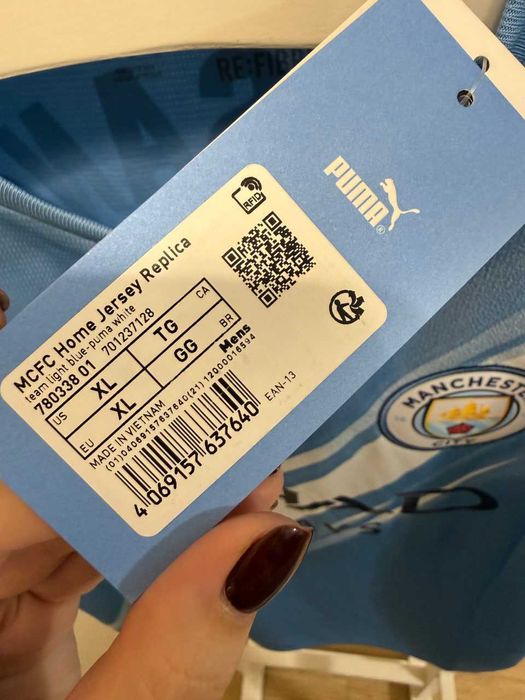 RE:FIBRE
PUMA®
RFID
MCFC Home Jersey Replica
team light blue-puma white
780338 01 701237128
US XL TG CA
EU XL GG BR
Mens
MADE IN VIETNAM
(01)04069157637640(21)12000016594
4 069157 637640
EAN-13
MANCHESTER
CITY